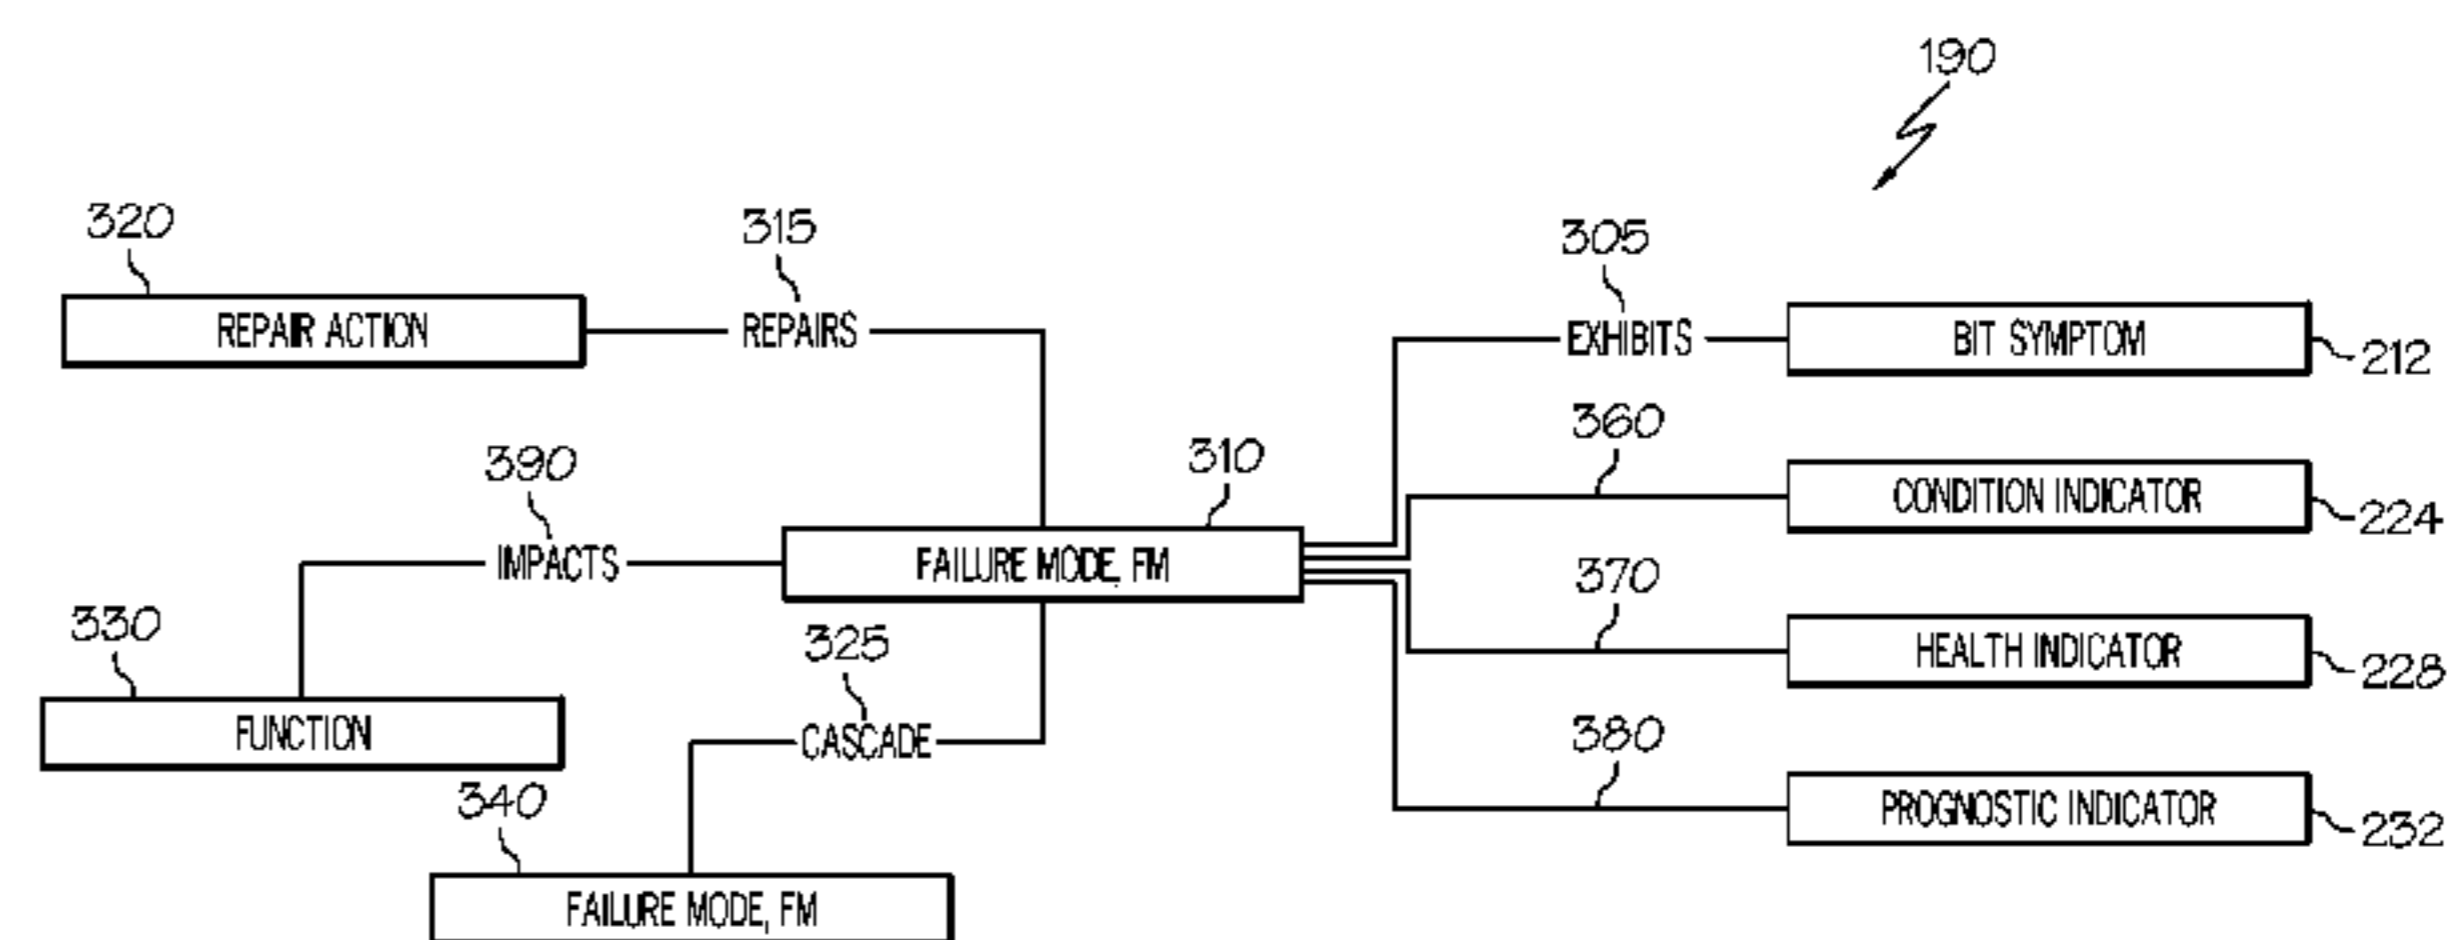 190
320
315
305
REPAIR ACTION
REPAIRS
EXHIBITS
BIT SYMPTOM
212
360
390
310
CONDITION INDICATOR
224
IMPACTS
FAILURE MODE, FM
370
330
325
HEALTH INDICATOR
228
FUNCTION
CASCADE
380
340
PROGNOSTIC INDICATOR
232
FAILURE MODE, FM